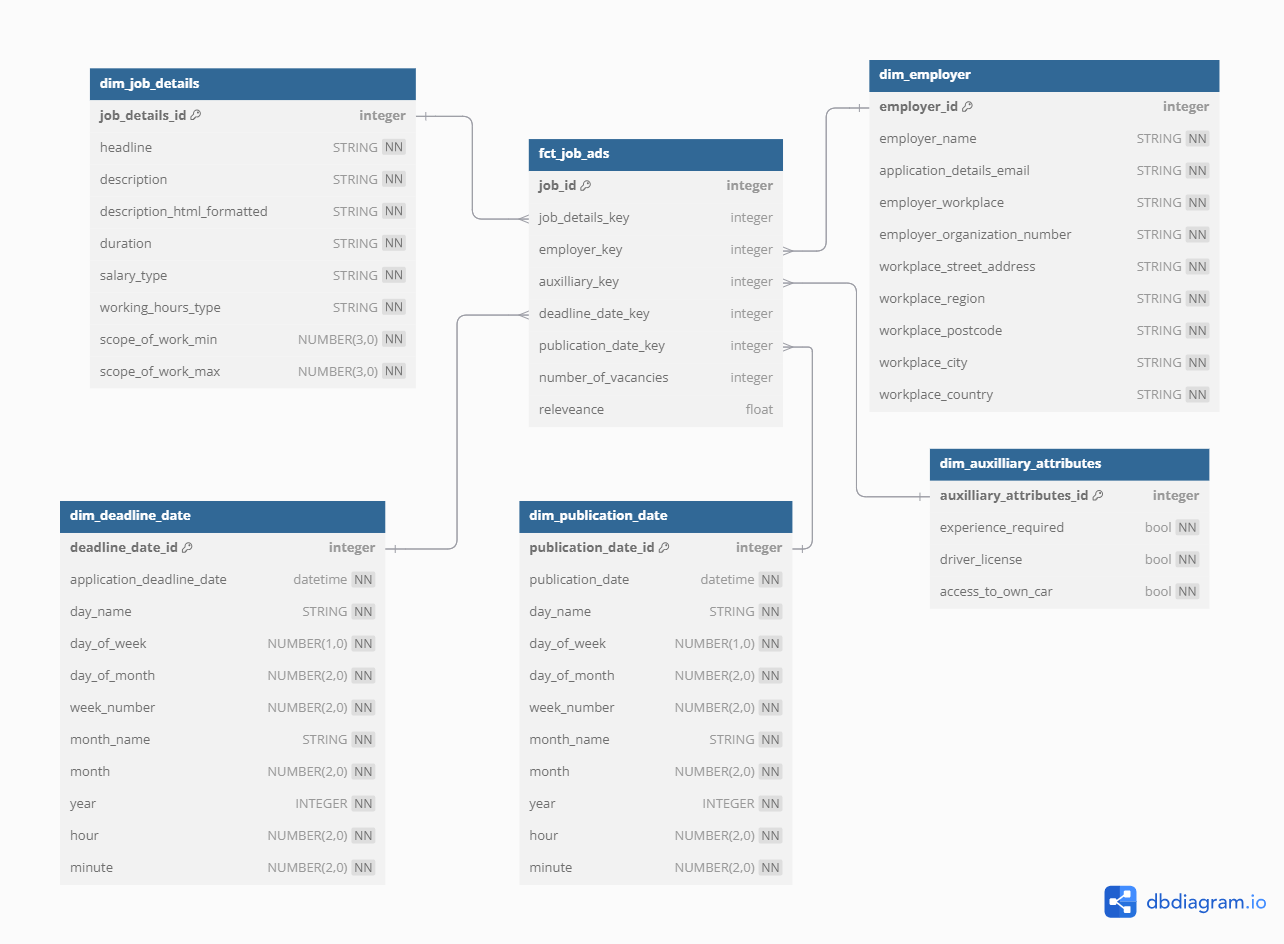 dim_job_details
job_details_id integer
headline STRING NN
description STRING NN
description_html_formatted STRING NN
duration STRING NN
salary_type STRING NN
working_hours_type STRING NN
scope_of_work_min NUMBER(3,0) NN
scope_of_work_max NUMBER(3,0) NN
fct_job_ads
job_id integer
job_details_key integer
employer_key integer
auxilliary_key integer
deadline_date_key integer
publication_date_key integer
number_of_vacancies integer
releveance float
dim_employer
employer_id integer
employer_name STRING NN
application_details_email STRING NN
employer_workplace STRING NN
employer_organization_number STRING NN
workplace_street_address STRING NN
workplace_region STRING NN
workplace_postcode STRING NN
workplace_city STRING NN
workplace_country STRING NN
dim_auxilliary_attributes
auxilliary_attributes_id integer
experience_required bool NN
driver_license bool NN
access_to_own_car bool NN
dim_deadline_date
deadline_date_id integer
application_deadline_date datetime NN
day_name STRING NN
day_of_week NUMBER(1,0) NN
day_of_month NUMBER(2,0) NN
week_number NUMBER(2,0) NN
month_name STRING NN
month NUMBER(2,0) NN
year INTEGER NN
hour NUMBER(2,0) NN
minute NUMBER(2,0) NN
dim_publication_date
publication_date_id integer
publication_date datetime NN
day_name STRING NN
day_of_week NUMBER(1,0) NN
day_of_month NUMBER(2,0) NN
week_number NUMBER(2,0) NN
month_name STRING NN
month NUMBER(2,0) NN
year INTEGER NN
hour NUMBER(2,0) NN
minute NUMBER(2,0) NN
dbdiagram.io